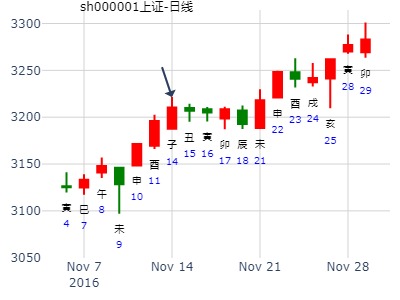 sh000001上证-日线
3300
3250
3200
3150
3100
3050
寅
4
巳
7
午
8
未
9
申
10
酉
11
子
14
丑
15
寅
16
卯
17
辰
18
未
21
申
22
酉
23
戌
24
亥
25
寅
28
卯
29
Nov 7
2016
Nov 14
Nov 21
Nov 28